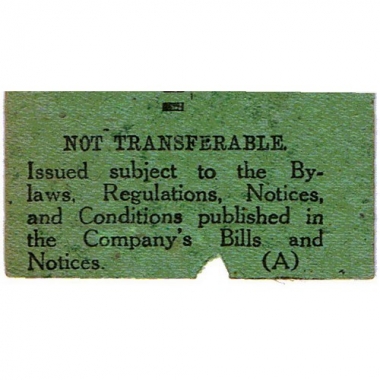 NOT TRANSFERABLE.
Issued subject to the By-
laws, Regulations, Notices,
and Conditions published in
the Company's Bills and
Notices. (A)